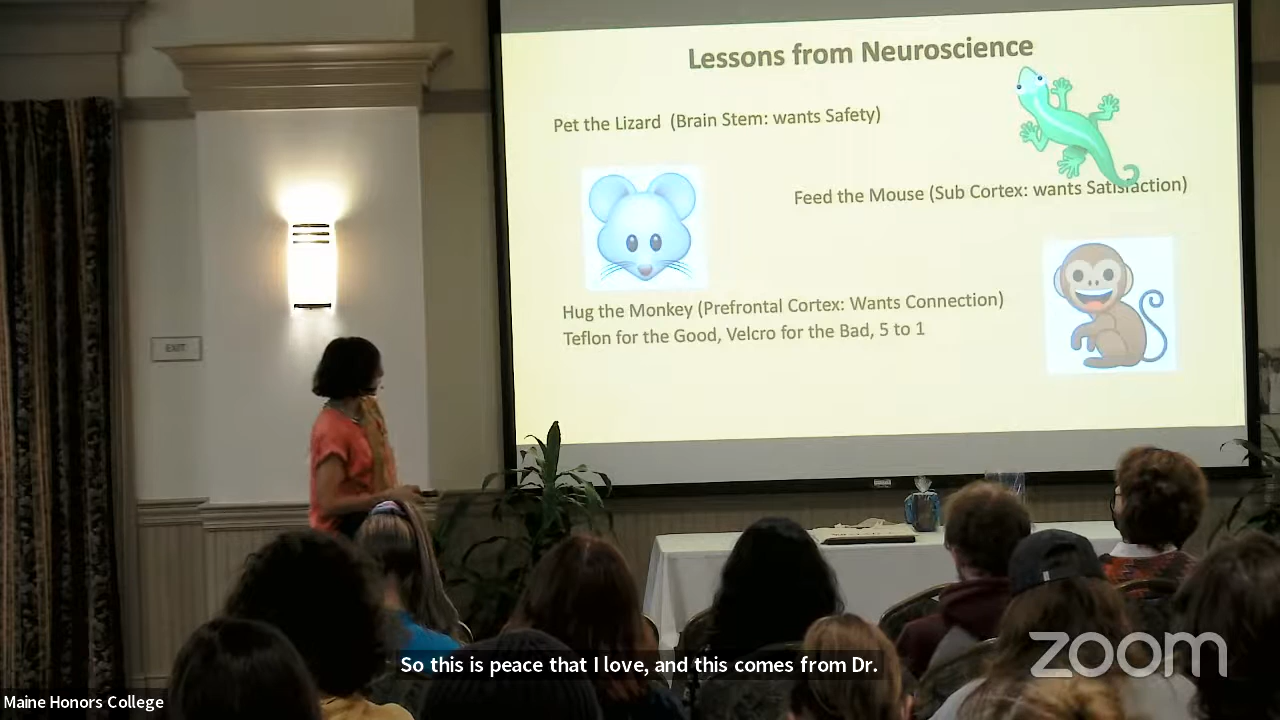 Lessons from Neuroscience
Pet the Lizard (Brain Stem: wants Safety)
Feed the Mouse (Sub Cortex: wants Satisfaction)
Hug the Monkey (Prefrontal Cortex: Wants Connection)
Teflon for the Good, Velcro for the Bad, 5 to 1
EXIT
So this is peace that I love, and this comes from Dr.
zoom
Maine Honors College